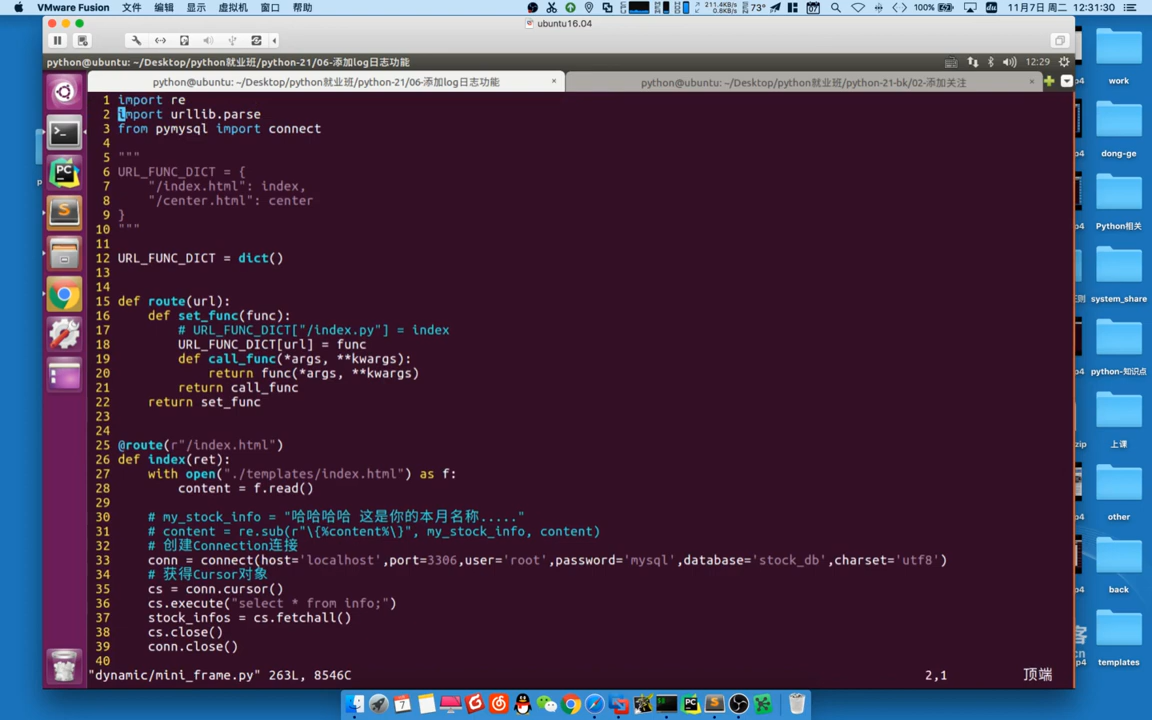 VMware Fusion 文件 编辑 显示 虚拟机 窗口 帮助 211.4KB/s 0.8KB/s 73° 100% 11月7日 周二 12:31:30
ubuntu16.04
python@ubuntu: ~/Desktop/python就业班/python-21/06-添加log日志功能 12:29
python@ubuntu: ~/Desktop/python就业班/python-21/06-添加log日志功能 × python@ubuntu: ~/Desktop/python就业班/python-21-bk/02-添加关注 ×
1 import re
2 import urllib.parse
3 from pymysql import connect
4
5 """
6 URL_FUNC_DICT = {
7     "/index.html": index,
8     "/center.html": center
9 }
10 """
11
12 URL_FUNC_DICT = dict()
13
14
15 def route(url):
16     def set_func(func):
17         # URL_FUNC_DICT["/index.py"] = index
18         URL_FUNC_DICT[url] = func
19         def call_func(*args, **kwargs):
20             return func(*args, **kwargs)
21         return call_func
22     return set_func
23
24
25 @route(r"/index.html")
26 def index(ret):
27     with open("./templates/index.html") as f:
28         content = f.read()
29
30     # my_stock_info = "哈哈哈哈 这是你的本月名称....."
31     # content = re.sub(r"\{%content%\}", my_stock_info, content)
32     # 创建Connection连接
33     conn = connect(host='localhost',port=3306,user='root',password='mysql',database='stock_db',charset='utf8')
34     # 获得Cursor对象
35     cs = conn.cursor()
36     cs.execute("select * from info;")
37     stock_infos = cs.fetchall()
38     cs.close()
39     conn.close()
40
"dynamic/mini_frame.py" 263L, 8546C 2,1 顶端
work
dong-ge
Python相关
system_share
python-知识点
上课
other
back
templates
p4
p4
p4
p4
zip
p4
p4
客
cn